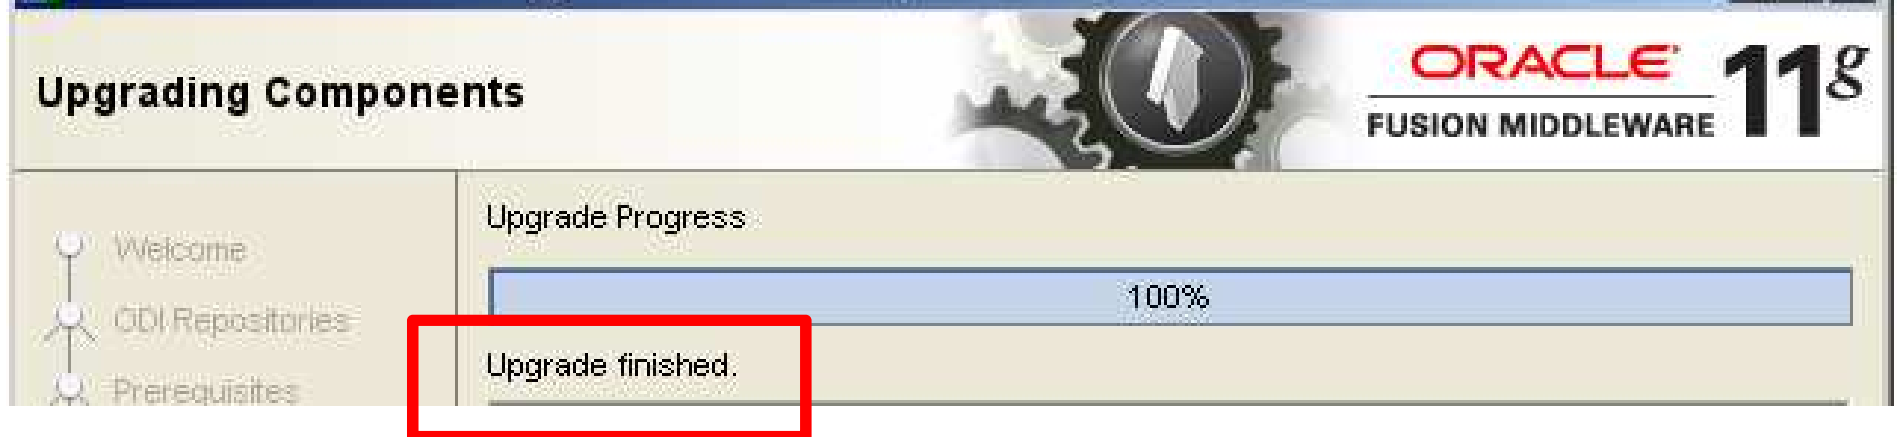 Upgrading Components
ORACLE
FUSION MIDDLEWARE 11g
Welcome
ODI Repositories
Prerequisites
Upgrade Progress
100%
Upgrade finished.